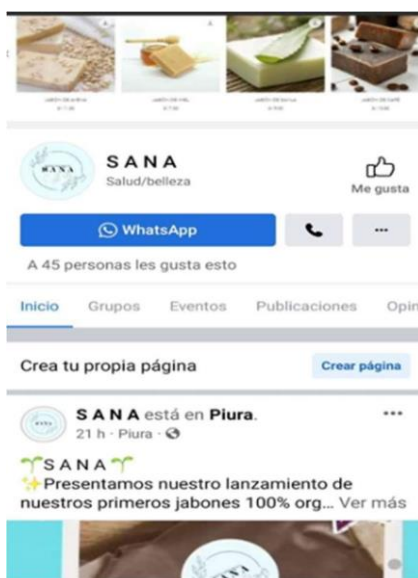 SANA
S A N A
Salud/belleza
Me gusta
WhatsApp
A 45 personas les gusta esto
Inicio Grupos Eventos Publicaciones Opin
Crea tu propia página
Crear página
S A N A está en Piura.
21 h · Piura ·
🌱S A N A🌱
✨Presentamos nuestro lanzamiento de
nuestros primeros jabones 100% org... Ver más